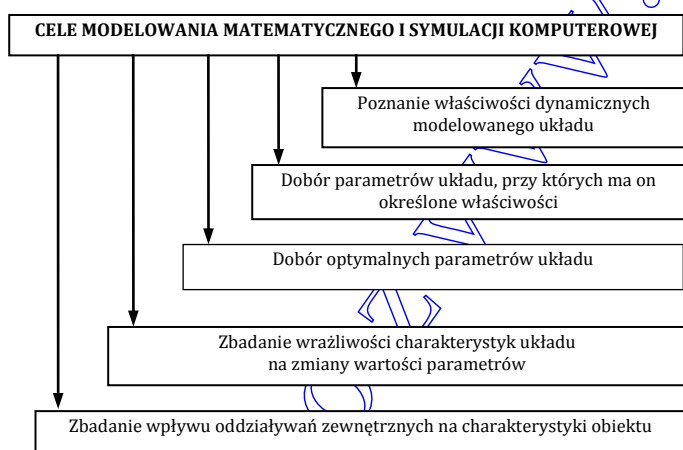 CELE MODELOWANIA MATEMATYCZNEGO I SYMULACJI KOMPUTEROWEJ
Poznanie właściwości dynamicznych
modelowanego układu
Dobór parametrów układu, przy których ma on
określone właściwości
Dobór optymalnych parametrów układu
Zbadanie wrażliwości charakterystyk układu
na zmiany wartości parametrów
Zbadanie wpływu oddziaływań zewnętrznych na charakterystyki obiektu